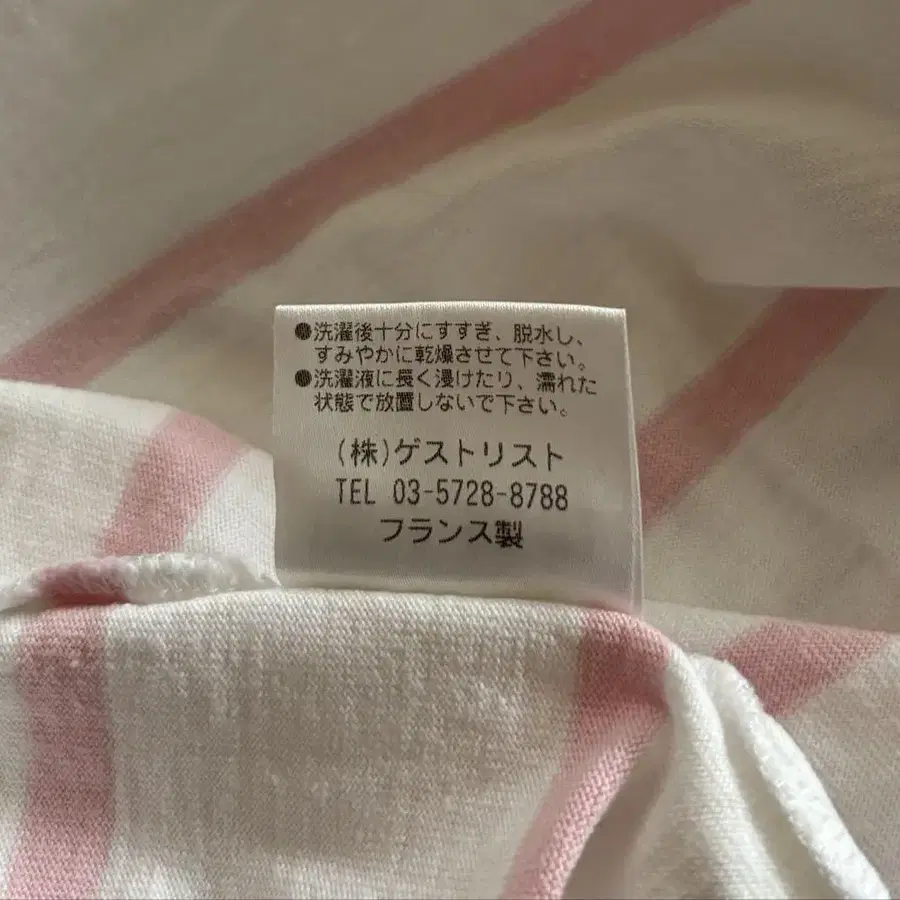 ●洗濯後十分にすすぎ、脱水し、
すみやかに乾燥させて下さい。
●洗濯液に長く浸けたり、濡れた
状態で放置しないで下さい。
(株)ゲストリスト
TEL 03-5728-8788
フランス製